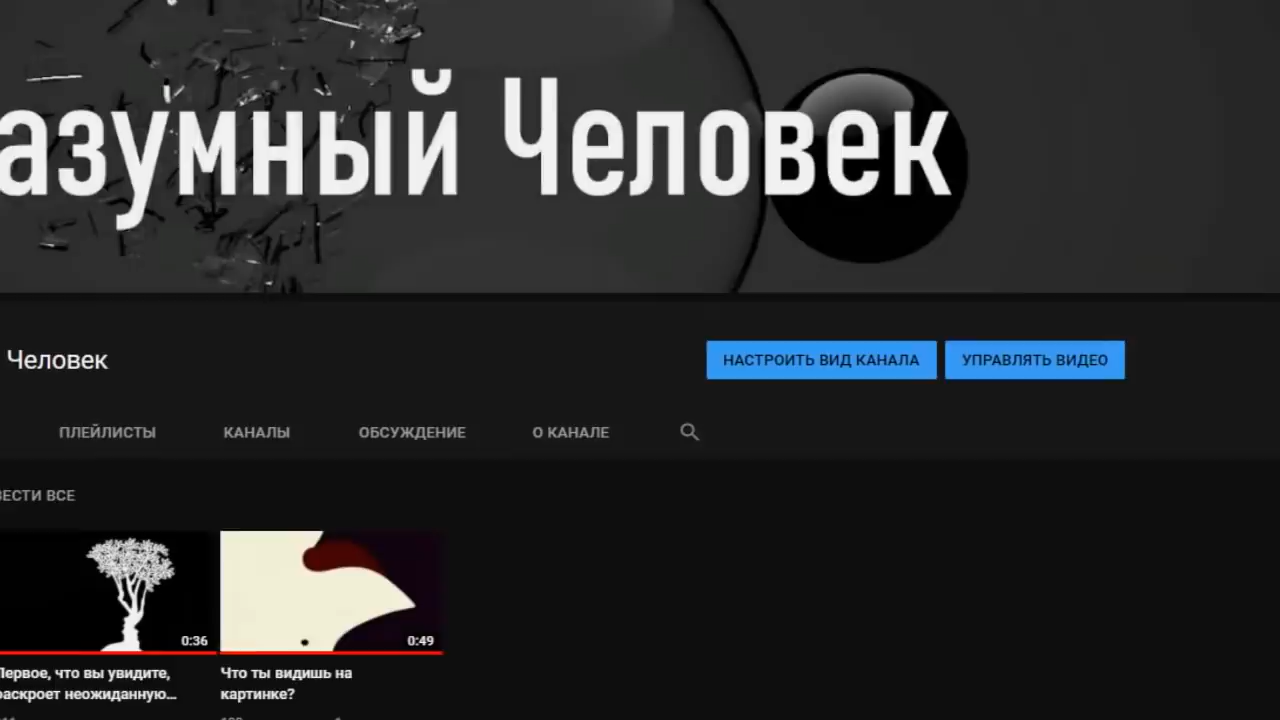 азумный Человек
Человек
НАСТРОИТЬ ВИД КАНАЛА
УПРАВЛЯТЬ ВИДЕО
ПЛЕЙЛИСТЫ
КАНАЛЫ
ОБСУЖДЕНИЕ
О КАНАЛЕ
ВЕСТИ ВСЕ
0:36
0:49
Первое, что вы увидите,
раскроет неожиданную...
Что ты видишь на
картинке?